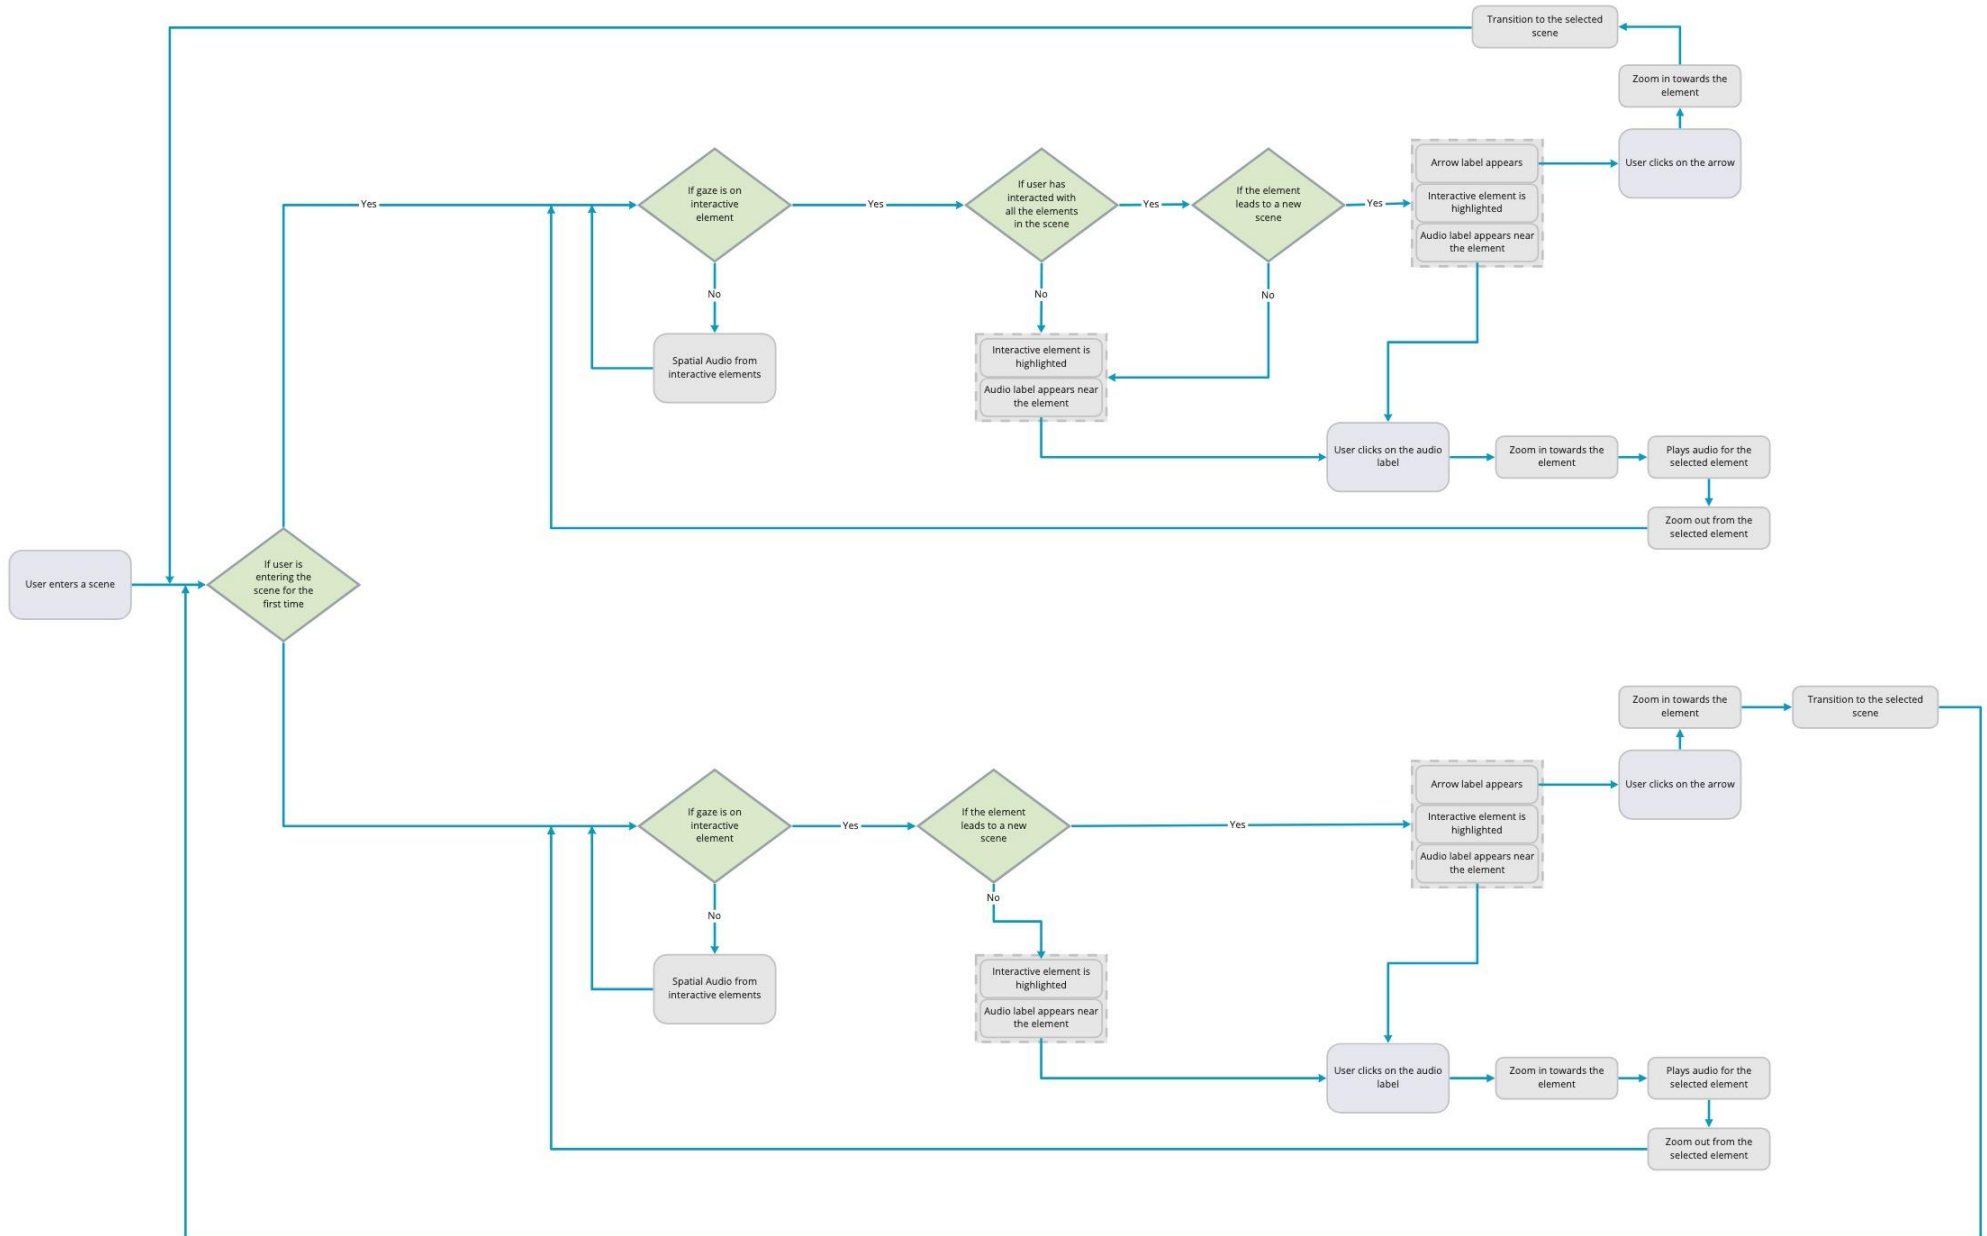 Transition to the selected
scene
Zoom in towards the
element
User clicks on the arrow
Yes
If gaze is on
interactive
element
Yes
If user has
interacted with
all the elements
in the scene
Yes
If the element
leads to a new
scene
Yes
Arrow label appears
Interactive element is
highlighted
Audio label appears near
the element
No
No
No
Spatial Audio from
interactive elements
Interactive element is
highlighted
Audio label appears near
the element
User clicks on the audio
label
Zoom in towards the
element
Plays audio for the
selected element
Zoom out from the
selected element
User enters a scene
If user is
entering the
scene for the
first time
Zoom in towards the
element
Transition to the selected
scene
User clicks on the arrow
If gaze is on
interactive
element
Yes
If the element
leads to a new
scene
Yes
Arrow label appears
Interactive element is
highlighted
Audio label appears near
the element
No
No
Spatial Audio from
interactive elements
Interactive element is
highlighted
Audio label appears near
the element
User clicks on the audio
label
Zoom in towards the
element
Plays audio for the
selected element
Zoom out from the
selected element